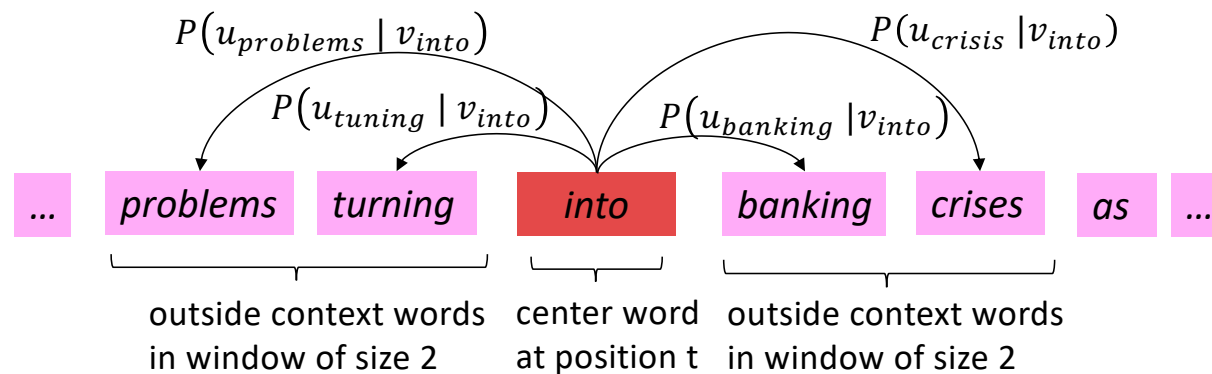 P(u_problems | v_into)
P(u_crisis |v_into)
P(u_tuning | v_into)
P(u_banking |v_into)
... problems turning into banking crises as ...
outside context words center word outside context words
in window of size 2 at position t in window of size 2